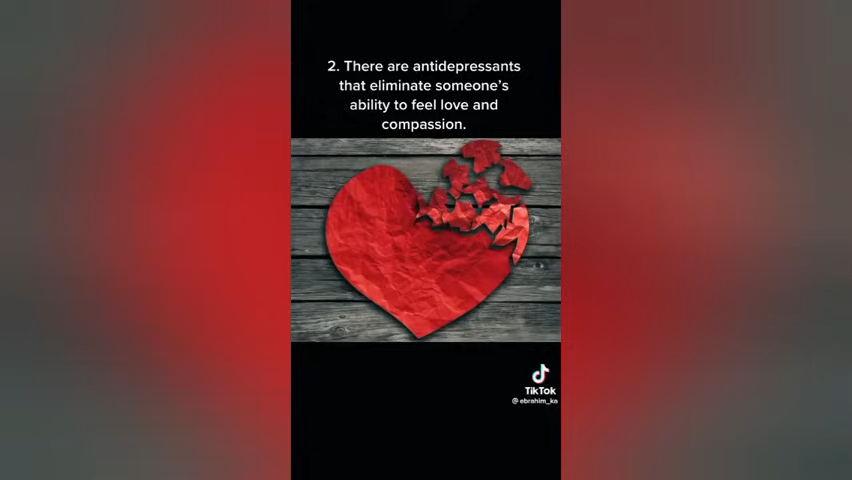 2. There are antidepressants
that eliminate someone's
ability to feel love and
compassion.
TikTok
@ebrahim_ka